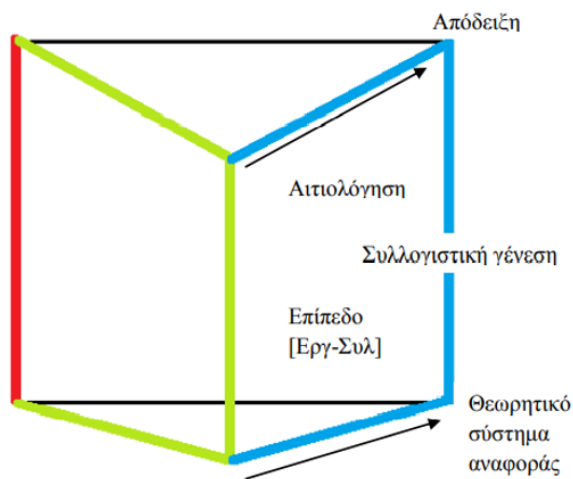 Απόδειξη
Αιτιολόγηση
Συλλογιστική γένεση
Επίπεδο
[Εργ-Συλ]
Θεωρητικό
σύστημα
αναφοράς